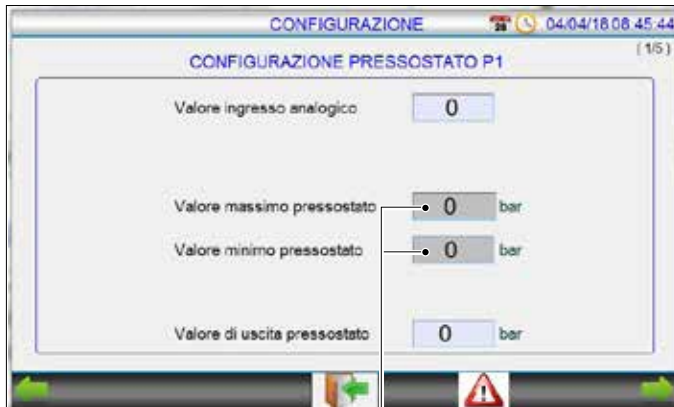 CONFIGURAZIONE 28 04/04/18 08:45:44
CONFIGURAZIONE PRESSOSTATO P1 (1/5)
Valore ingresso analogico 0
Valore massimo pressostato 0 bar
Valore minimo pressostato 0 bar
Valore di uscita pressostato 0 bar